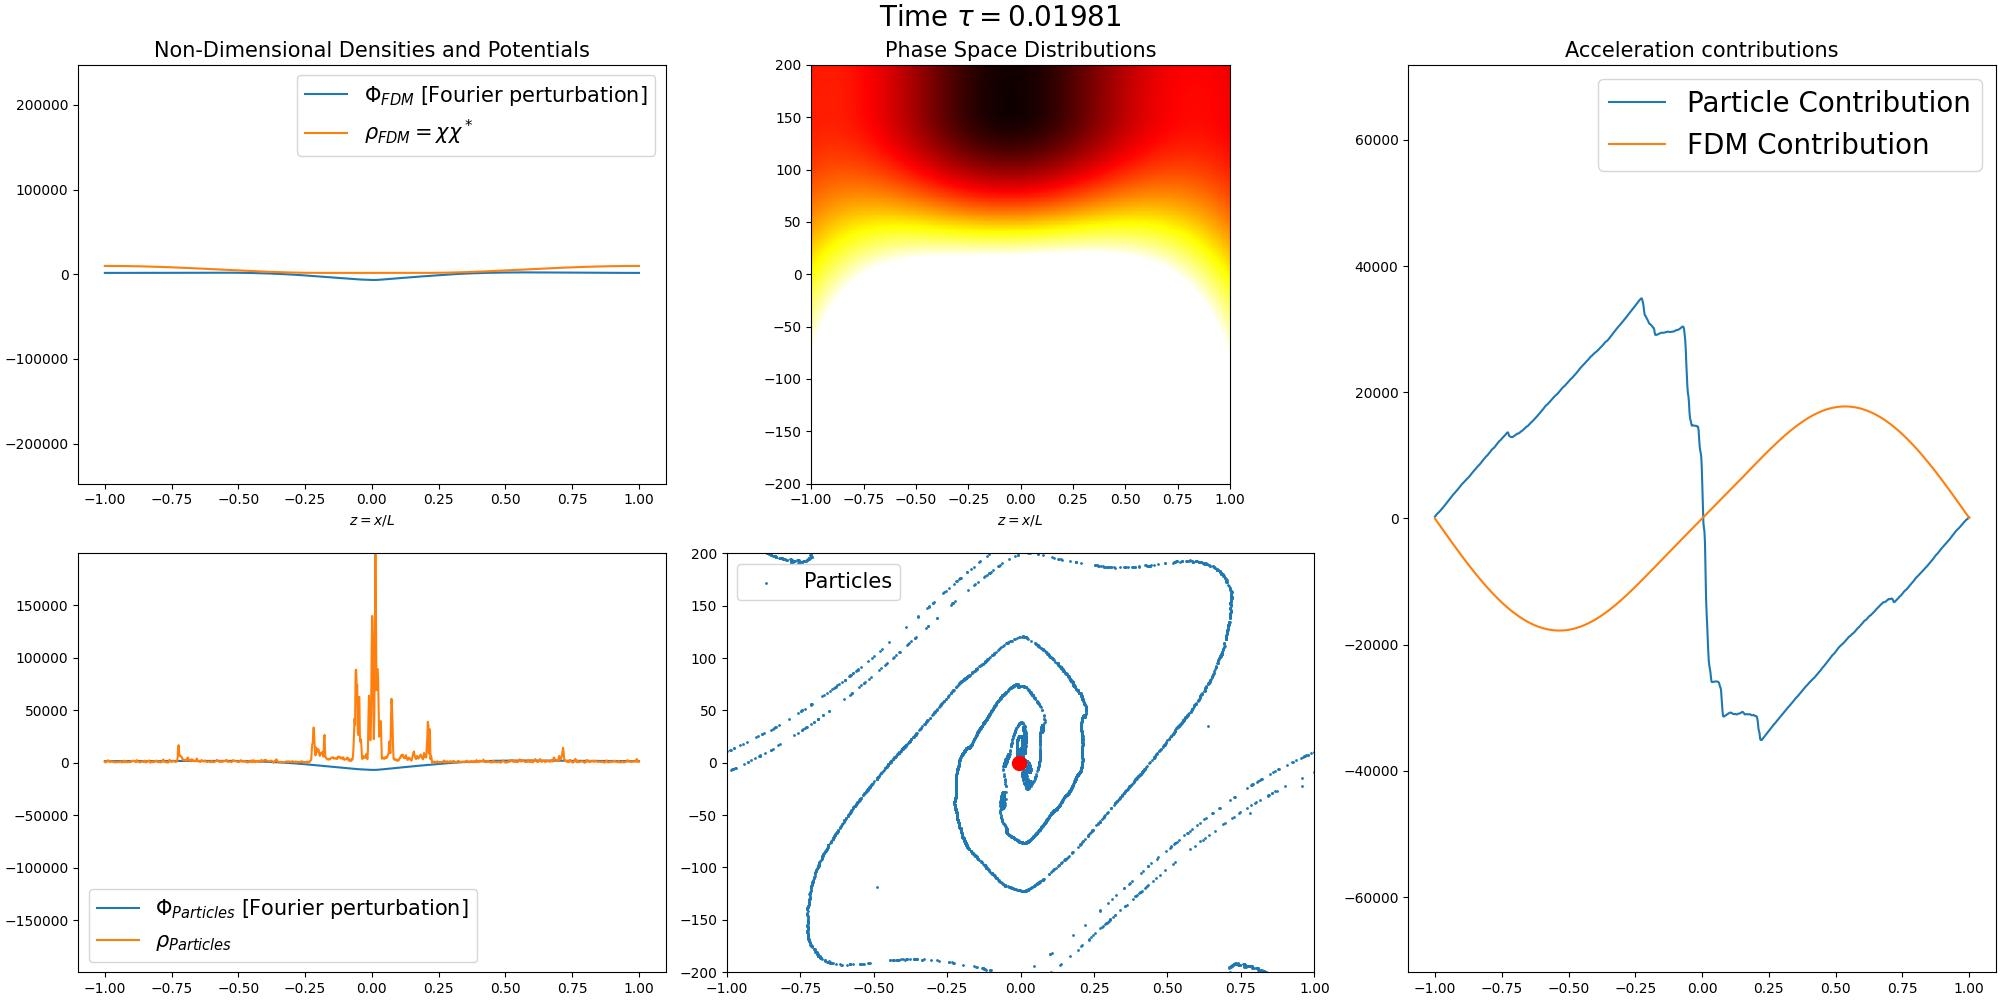 Time τ = 0.01981
Non-Dimensional Densities and Potentials
Φ_FDM [Fourier perturbation]
ρ_FDM = χχ*
200000
100000
0
−100000
−200000
−1.00 −0.75 −0.50 −0.25 0.00 0.25 0.50 0.75 1.00
z = x/L
Phase Space Distributions
200
150
100
50
0
−50
−100
−150
−200
−1.00 −0.75 −0.50 −0.25 0.00 0.25 0.50 0.75 1.00
z = x/L
Acceleration contributions
Particle Contribution
FDM Contribution
60000
40000
20000
0
−20000
−40000
−60000
−1.00 −0.75 −0.50 −0.25 0.00 0.25 0.50 0.75 1.00
150000
100000
50000
0
−50000
−100000
−150000
Φ_Particles [Fourier perturbation]
ρ_Particles
−1.00 −0.75 −0.50 −0.25 0.00 0.25 0.50 0.75 1.00
Particles
200
150
100
50
0
−50
−100
−150
−200
−1.00 −0.75 −0.50 −0.25 0.00 0.25 0.50 0.75 1.00